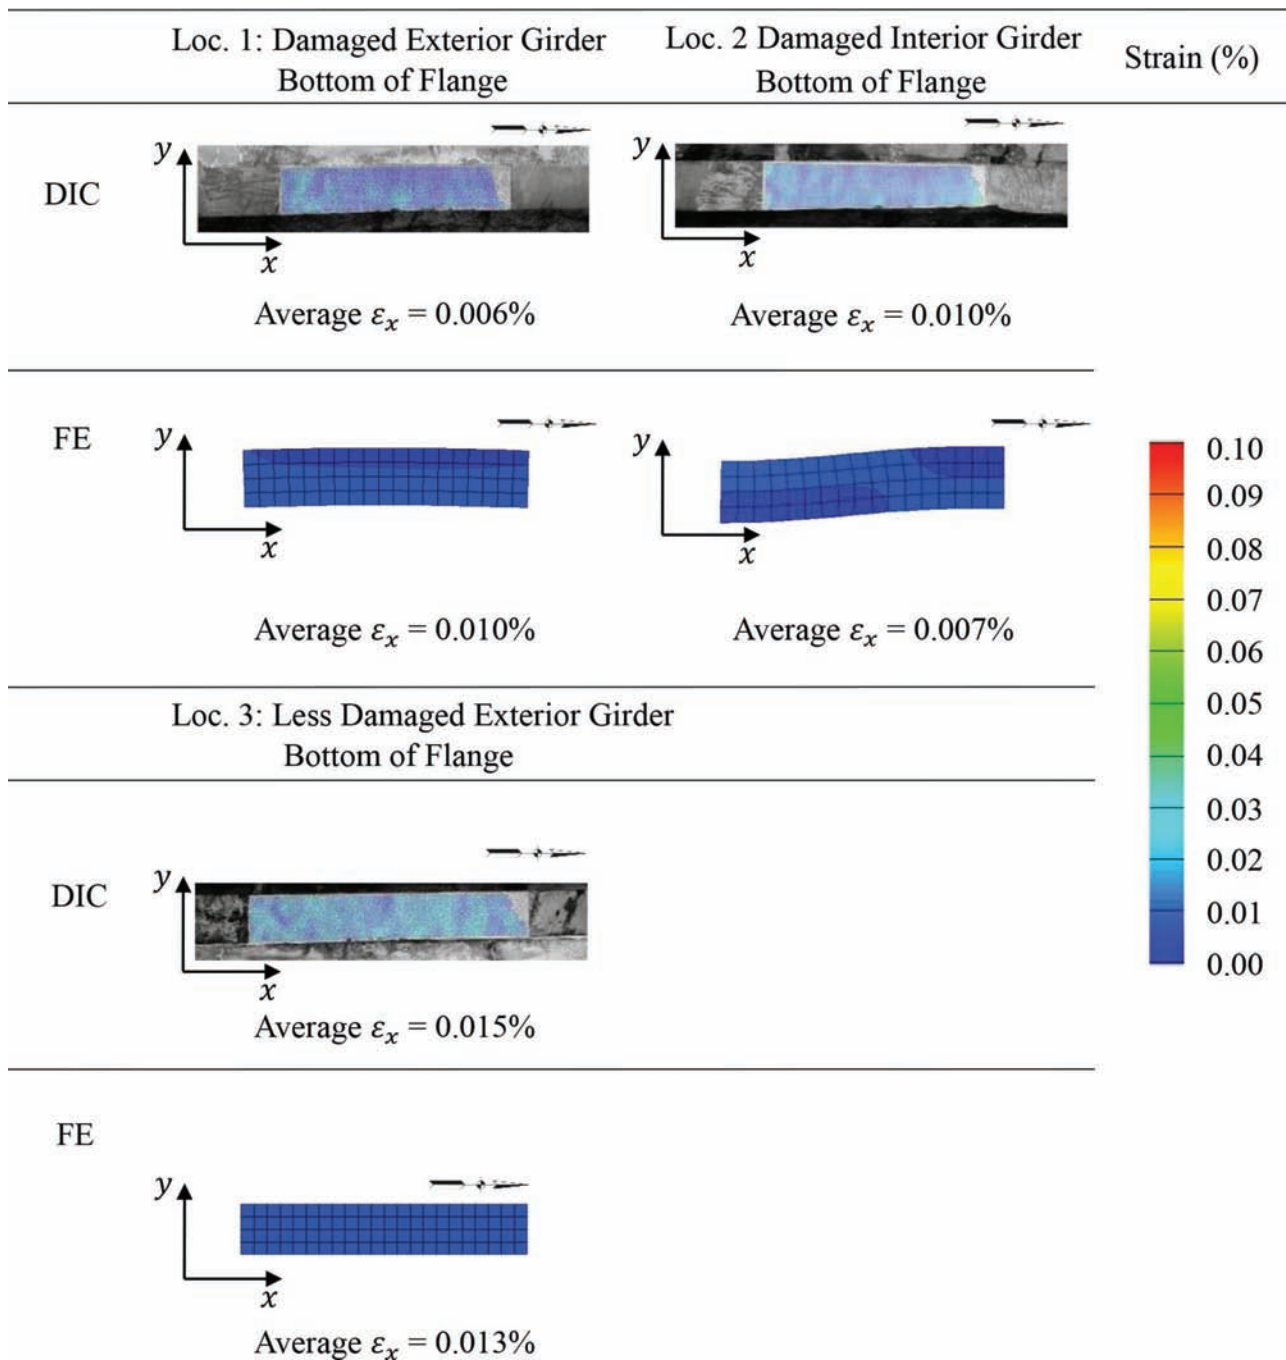 Loc. 1: Damaged Exterior Girder
Bottom of Flange
Loc. 2 Damaged Interior Girder
Bottom of Flange
Strain (%)
DIC
y
x
Average εₓ = 0.006%
y
x
Average εₓ = 0.010%
FE
y
x
Average εₓ = 0.010%
y
x
Average εₓ = 0.007%
0.10
0.09
0.08
0.07
0.06
0.05
0.04
0.03
0.02
0.01
0.00
Loc. 3: Less Damaged Exterior Girder
Bottom of Flange
DIC
y
x
Average εₓ = 0.015%
FE
y
x
Average εₓ = 0.013%